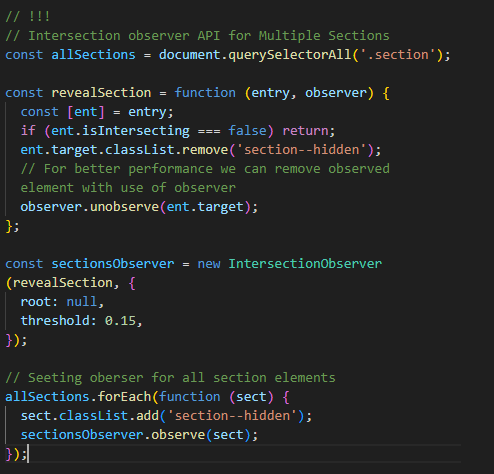 // !!!
// Intersection observer API for Multiple Sections
const allSections = document.querySelectorAll('.section');
const revealSection = function (entry, observer) {
const [ent] = entry;
if (ent.isIntersecting === false) return;
ent.target.classList.remove('section--hidden');
// For better performance we can remove observed
element with use of observer
observer.unobserve(ent.target);
};
const sectionsObserver = new IntersectionObserver
(revealSection, {
root: null,
threshold: 0.15,
});
// Seeting oberser for all section elements
allSections.forEach(function (sect) {
sect.classList.add('section--hidden');
sectionsObserver.observe(sect);
});